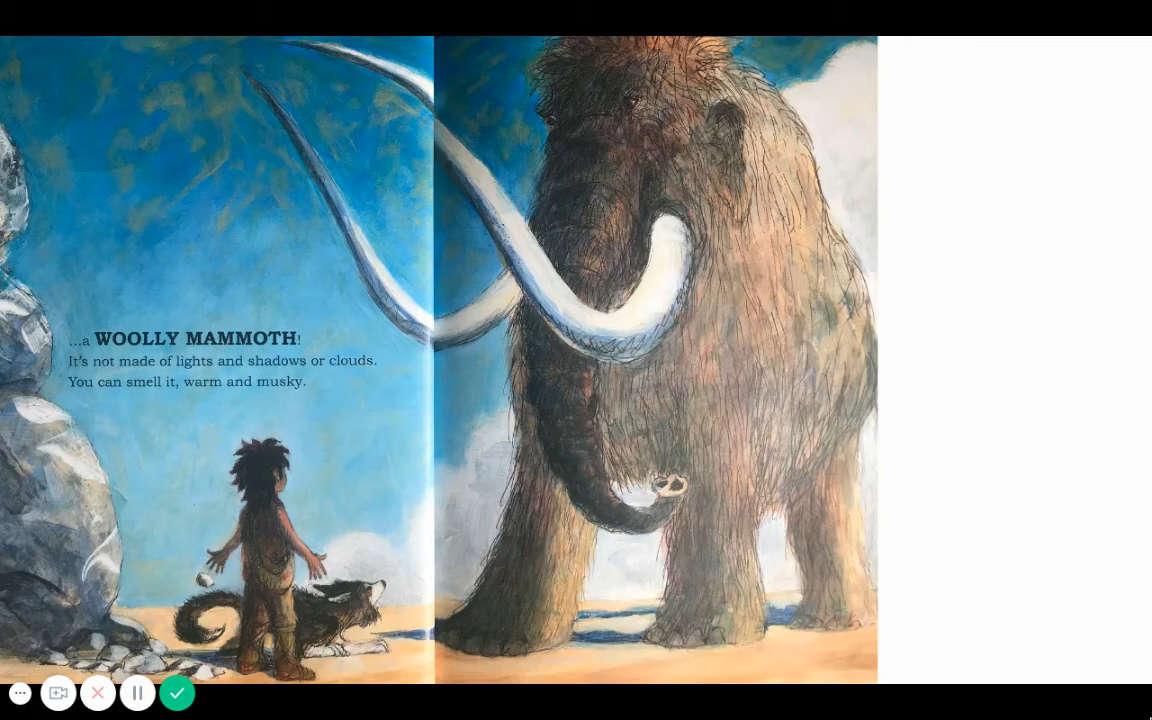 ...a WOOLLY MAMMOTH!
It's not made of lights and shadows or clouds.
You can smell it, warm and musky.